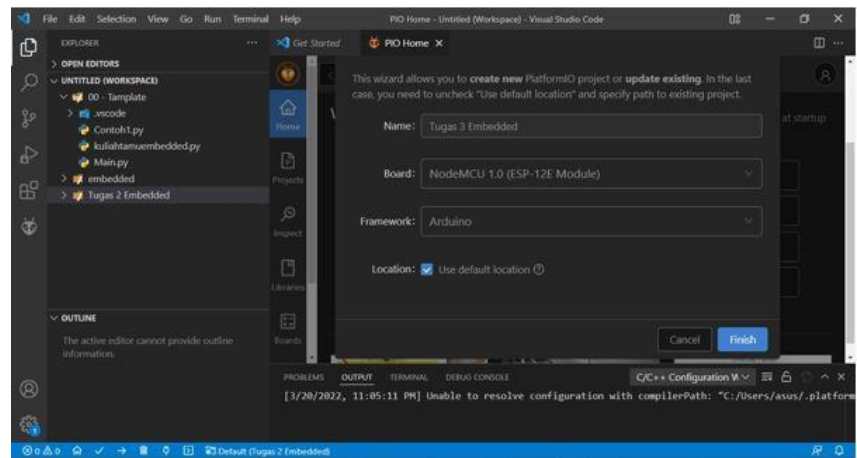 File Edit Selection View Go Run Terminal Help
PIO Home - Untitled (Workspace) - Visual Studio Code
EXPLORER
Get Started
PIO Home
OPEN EDITORS
UNTITLED (WORKSPACE)
00 - Tamplate
.vscode
Contoh1.py
kuliahtamuembedded.py
Main.py
embedded
Tugas 2 Embedded
OUTLINE
The active editor cannot provide outline
information.
Home
Projects
Inspect
Libraries
Boards
at startup
This wizard allows you to create new PlatformIO project or update existing. In the last
case, you need to uncheck "Use default location" and specify path to existing project.
Name: Tugas 3 Embedded
Board: NodeMCU 1.0 (ESP-12E Module)
Framework: Arduino
Location: Use default location
Cancel Finish
PROBLEMS OUTPUT TERMINAL DEBUG CONSOLE
C/C++ Configuration
[3/20/2022, 11:05:11 PM] Unable to resolve configuration with compilerPath: "C:/Users/asus/.platform
0 0 Default (Tugas 2 Embedded)